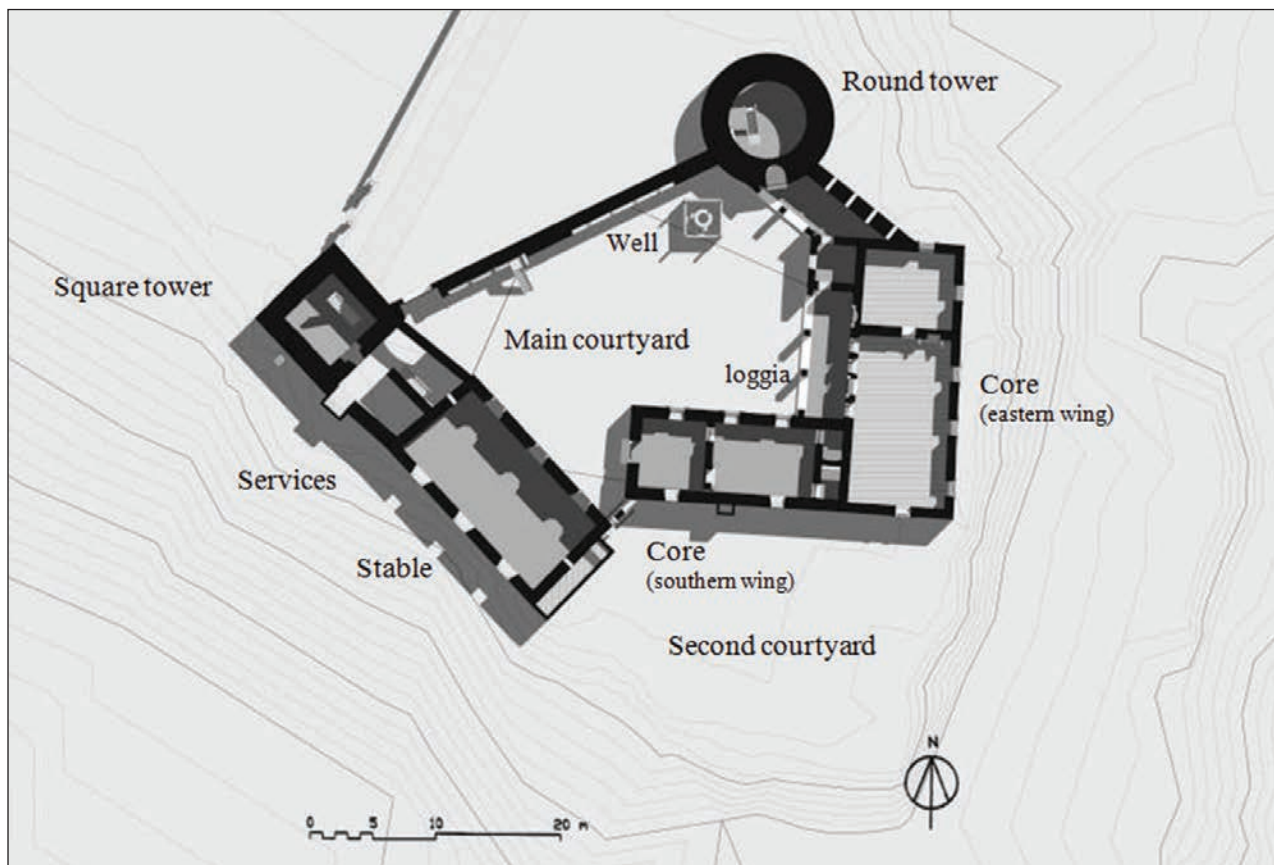 Round tower
Well
Square tower
Main courtyard
loggia
Core
(eastern wing)
Services
Stable
Core
(southern wing)
Second courtyard
N
0 5 10 20 m